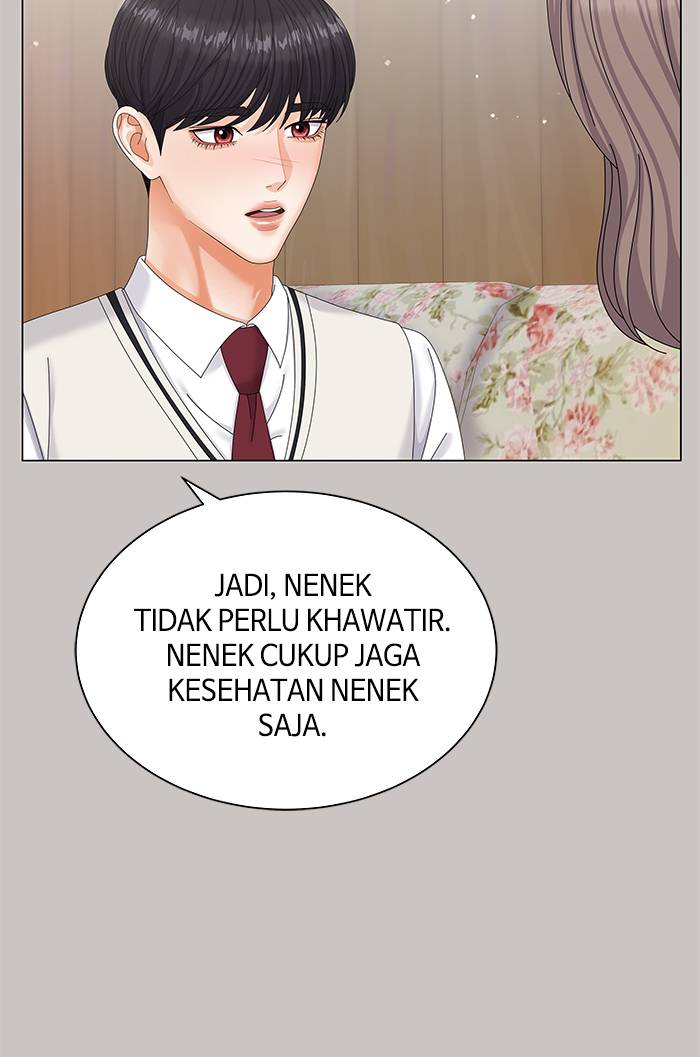 JADI, NENEK
TIDAK PERLU KHAWATIR.
NENEK CUKUP JAGA
KESEHATAN NENEK
SAJA.